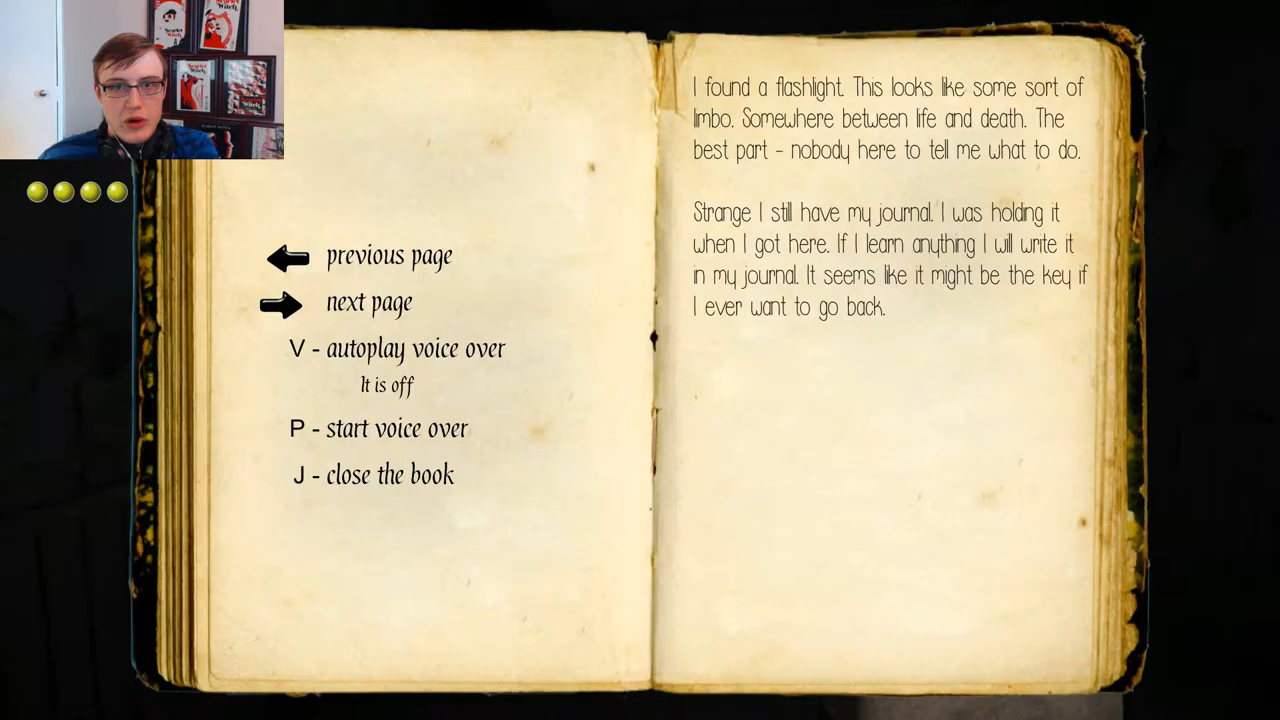 Scarlet
Witch
previous page
next page
V - autoplay voice over
It is off
P - start voice over
J - close the book
I found a flashlight. This looks like some sort of
limbo. Somewhere between life and death. The
best part - nobody here to tell me what to do.
Strange I still have my journal. I was holding it
when I got here. If I learn anything I will write it
in my journal. It seems like it might be the key if
I ever want to go back.